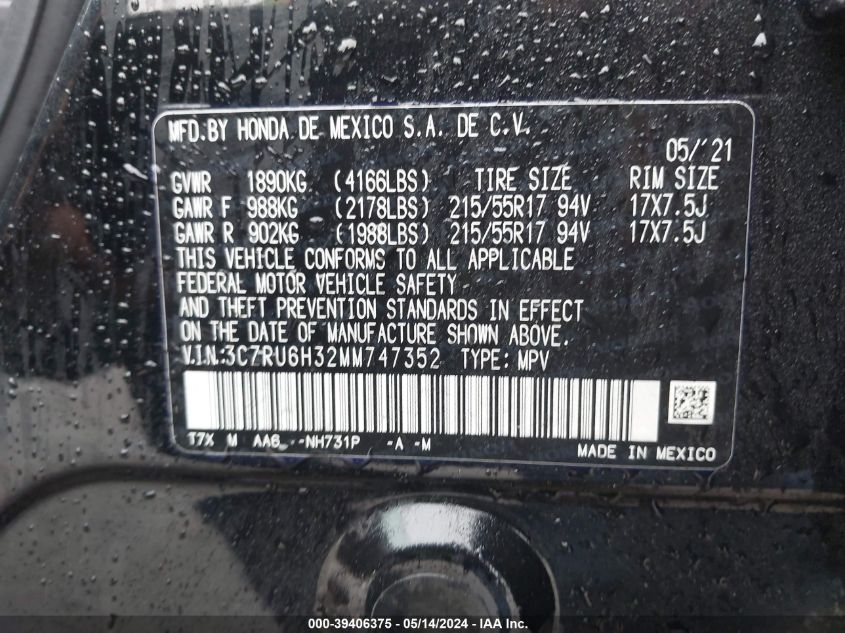 MFD. BY HONDA DE MEXICO S.A. DE C.V.
05/'21
GVWR 1890KG (4166LBS) TIRE SIZE RIM SIZE
GAWR F 988KG (2178LBS) 215/55R17 94V 17X7.5J
GAWR R 902KG (1988LBS) 215/55R17 94V 17X7.5J
THIS VEHICLE CONFORMS TO ALL APPLICABLE
FEDERAL MOTOR VEHICLE SAFETY
AND THEFT PREVENTION STANDARDS IN EFFECT
ON THE DATE OF MANUFACTURE SHOWN ABOVE.
V.I.N.:3C7RU6H32MM747352 TYPE: MPV
T7X M AA6 -NH731P -A -M
MADE IN MEXICO
000-39406375 - 05/14/2024 - IAA Inc.